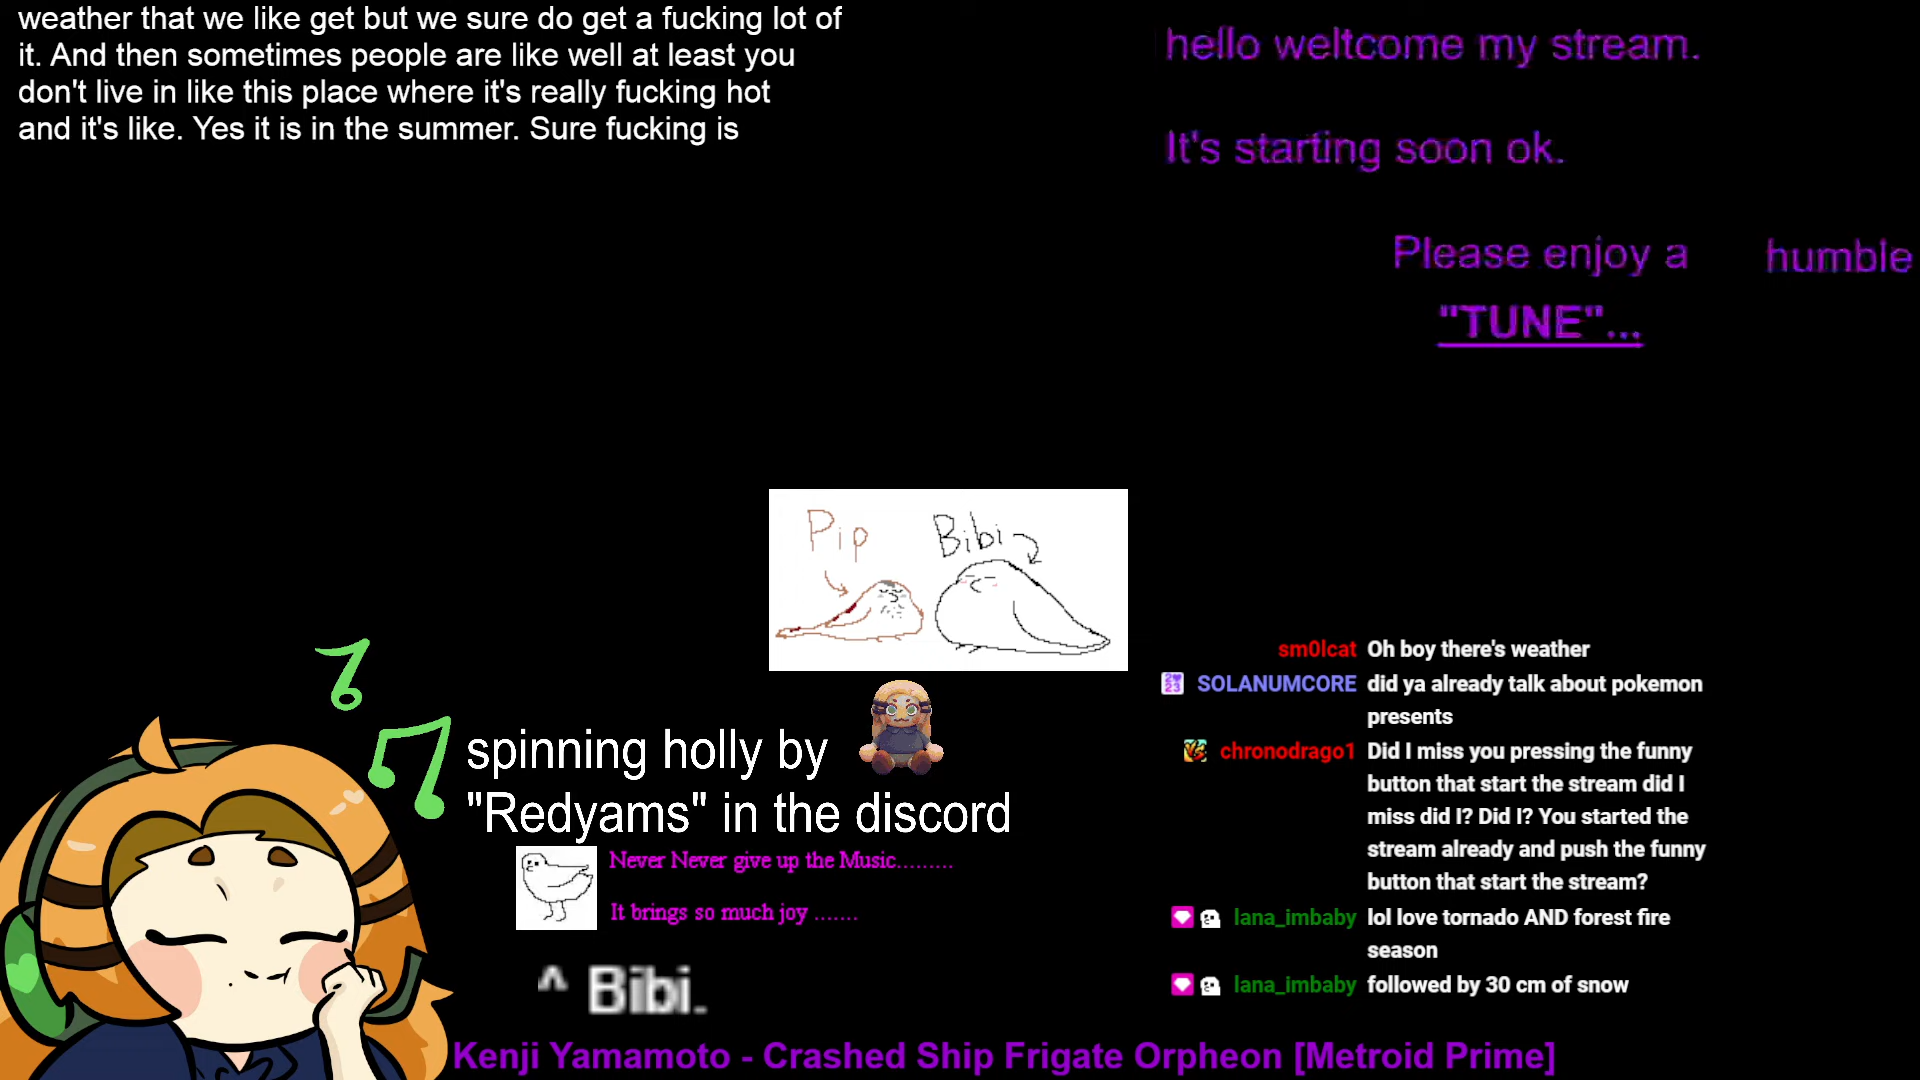 weather that we like get but we sure do get a fucking lot of
it. And then sometimes people are like well at least you
don't live in like this place where it's really fucking hot
and it's like. Yes it is in the summer. Sure fucking is
hello weltcome my stream.
It's starting soon ok.
Please enjoy a humble
"TUNE"...
Pip
Bibi
sm0lcat Oh boy there's weather
SOLANUMCORE did ya already talk about pokemon
presents
chronodrago1 Did I miss you pressing the funny
button that start the stream did I
miss did I? Did I? You started the
stream already and push the funny
button that start the stream?
lana_imbaby lol love tornado AND forest fire
season
lana_imbaby followed by 30 cm of snow
spinning holly by
"Redyams" in the discord
Never Never give up the Music.........
It brings so much joy .......
^ Bibi.
Kenji Yamamoto - Crashed Ship Frigate Orpheon [Metroid Prime]